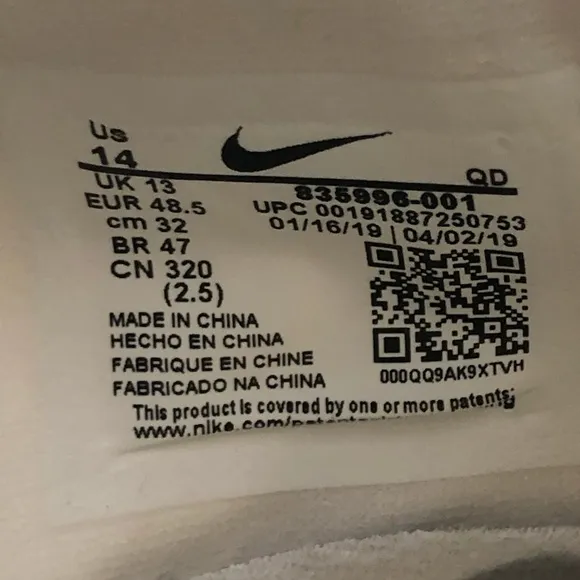 US
14
QD
UK 13
835996-001
EUR 48.5
UPC 00191887250753
cm 32
01/16/19 | 04/02/19
BR 47
CN 320
(2.5)
MADE IN CHINA
HECHO EN CHINA
FABRIQUE EN CHINE
FABRICADO NA CHINA
000QQ9AK9XTVH
This product is covered by one or more patents;
www.nike.com/patents